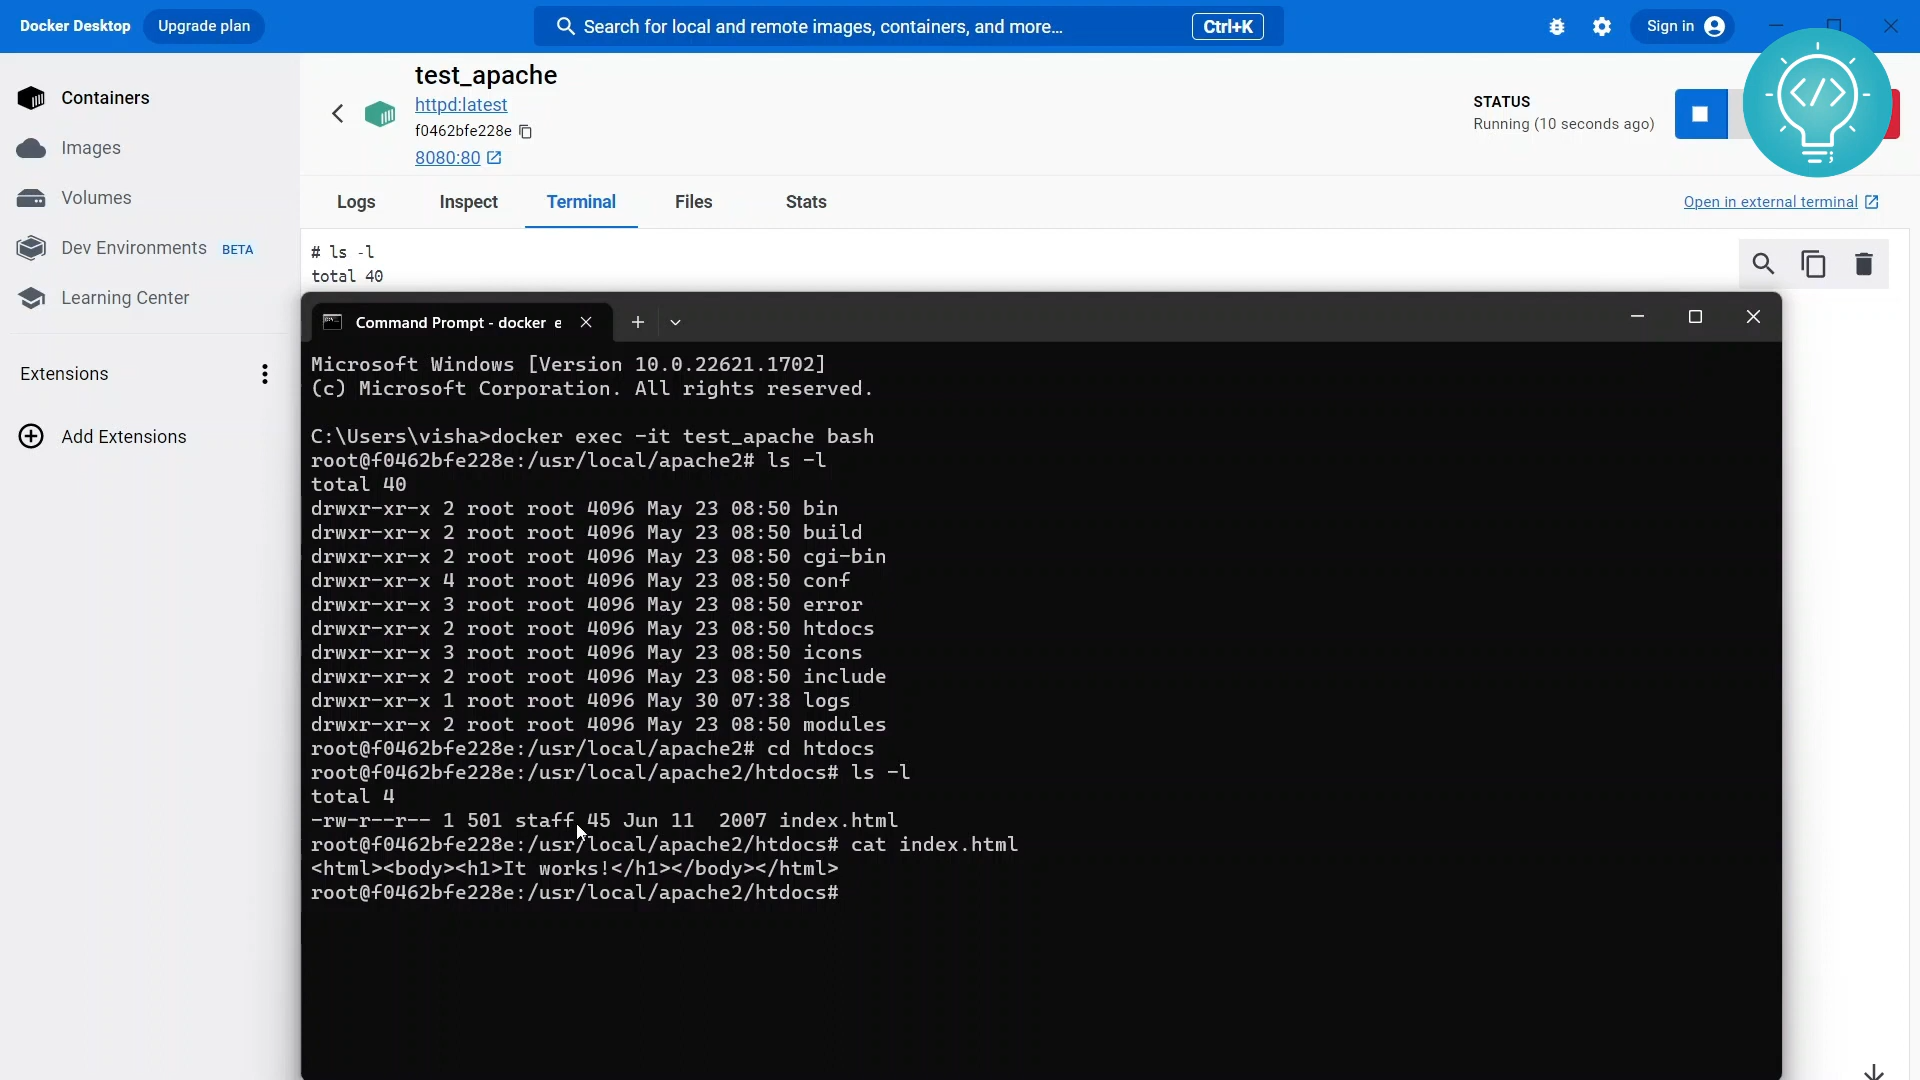 Docker Desktop
Upgrade plan
Search for local and remote images, containers, and more...
Ctrl+K
Sign in
Containers
Images
Volumes
Dev Environments BETA
Learning Center
Extensions
Add Extensions
test_apache
httpd:latest
f0462bfe228e
8080:80
STATUS
Running (10 seconds ago)
</>
Logs
Inspect
Terminal
Files
Stats
Open in external terminal
# ls -l
total 40
Command Prompt - docker e
Microsoft Windows [Version 10.0.22621.1702]
(c) Microsoft Corporation. All rights reserved.
C:\Users\visha>docker exec -it test_apache bash
root@f0462bfe228e:/usr/local/apache2# ls -l
total 40
drwxr-xr-x 2 root root 4096 May 23 08:50 bin
drwxr-xr-x 2 root root 4096 May 23 08:50 build
drwxr-xr-x 2 root root 4096 May 23 08:50 cgi-bin
drwxr-xr-x 4 root root 4096 May 23 08:50 conf
drwxr-xr-x 3 root root 4096 May 23 08:50 error
drwxr-xr-x 2 root root 4096 May 23 08:50 htdocs
drwxr-xr-x 3 root root 4096 May 23 08:50 icons
drwxr-xr-x 2 root root 4096 May 23 08:50 include
drwxr-xr-x 1 root root 4096 May 30 07:38 logs
drwxr-xr-x 2 root root 4096 May 23 08:50 modules
root@f0462bfe228e:/usr/local/apache2# cd htdocs
root@f0462bfe228e:/usr/local/apache2/htdocs# ls -l
total 4
-rw-r--r-- 1 501 staff 45 Jun 11  2007 index.html
root@f0462bfe228e:/usr/local/apache2/htdocs# cat index.html
<html><body><h1>It works!</h1></body></html>
root@f0462bfe228e:/usr/local/apache2/htdocs#